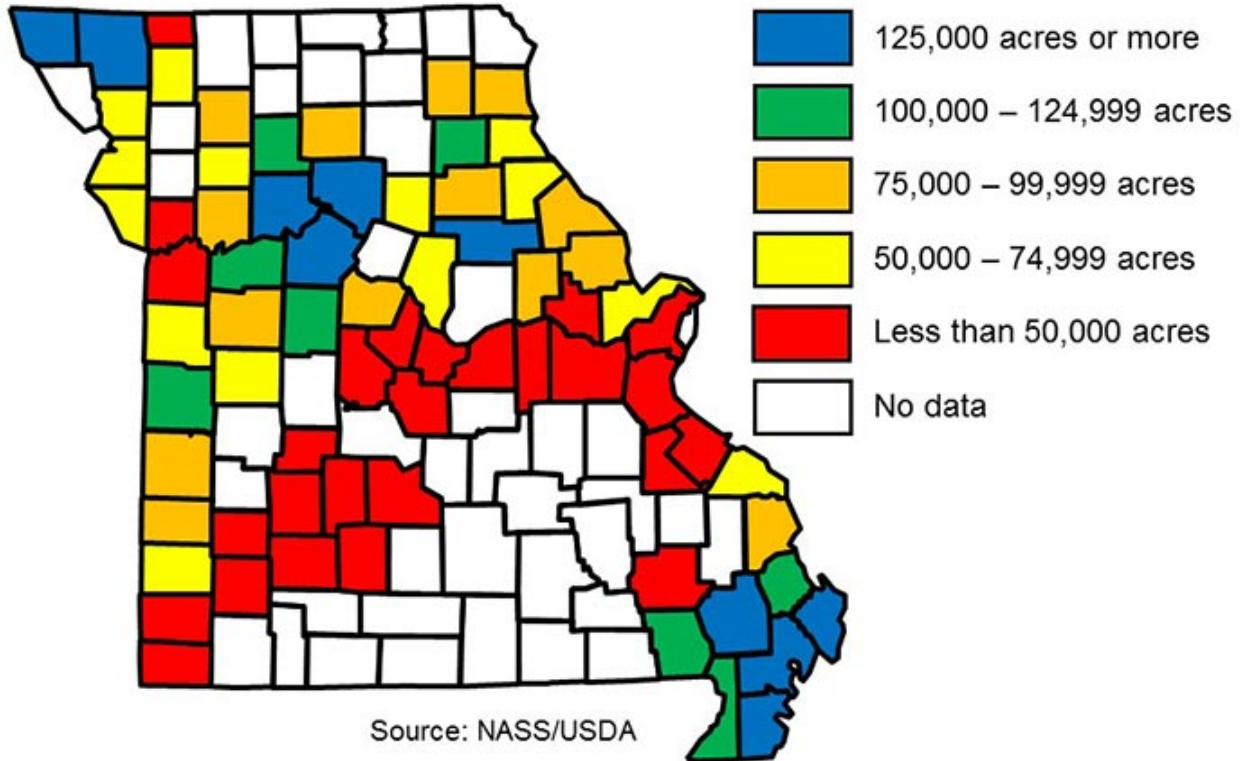 125,000 acres or more
100,000 – 124,999 acres
75,000 – 99,999 acres
50,000 – 74,999 acres
Less than 50,000 acres
No data
Source: NASS/USDA